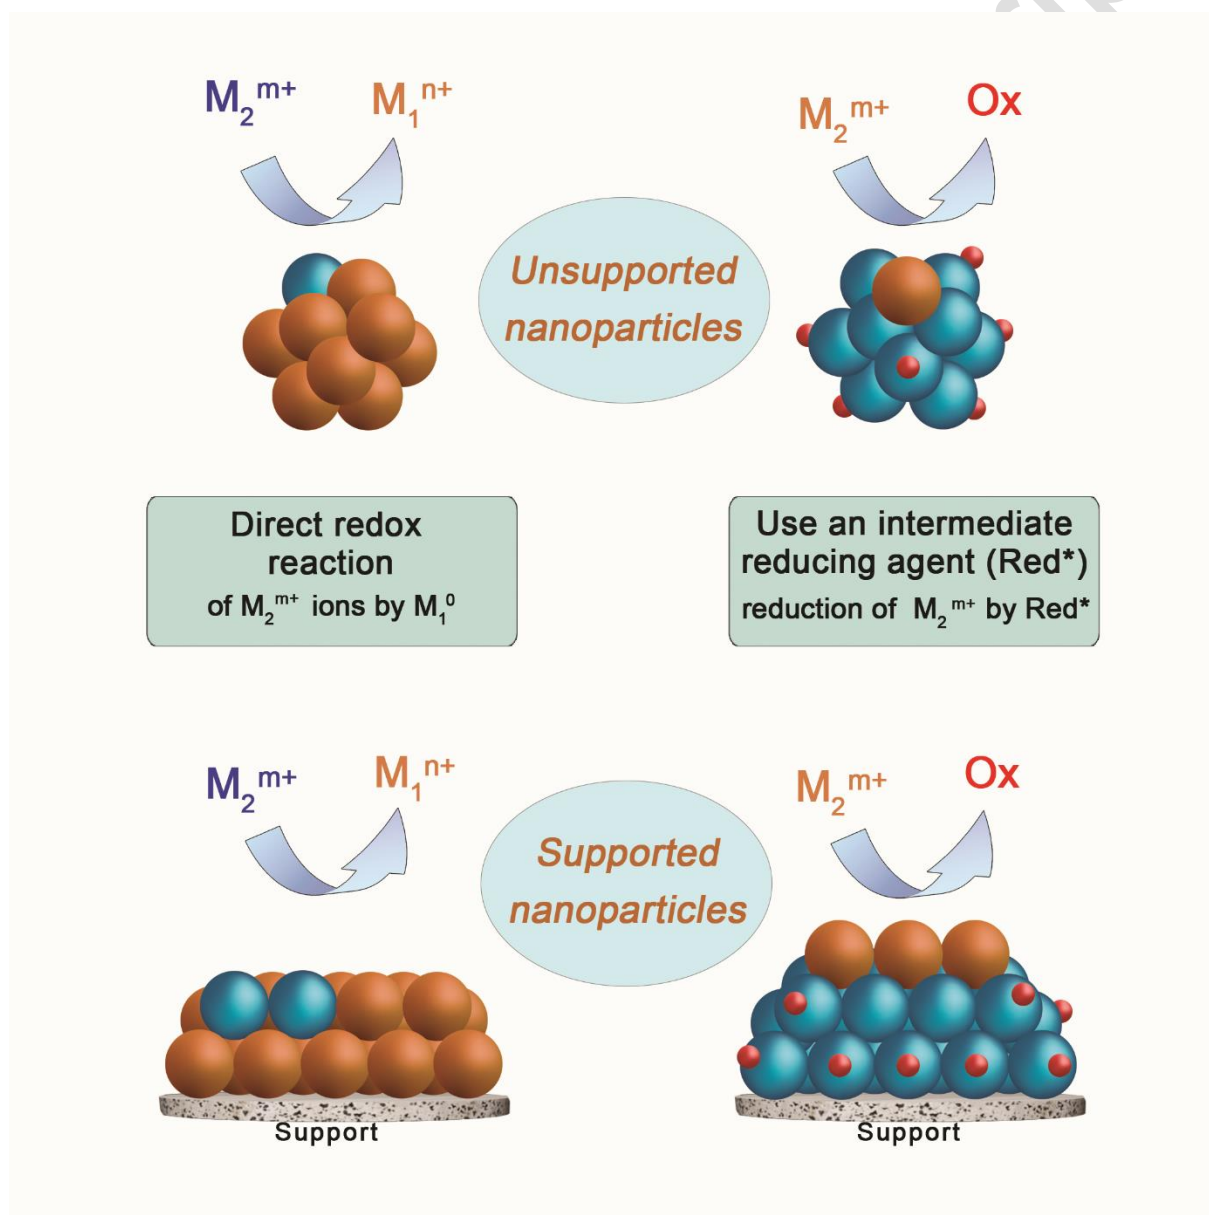 M₂ᵐ⁺ M₁ⁿ⁺
M₂ᵐ⁺ Ox
Unsupported
nanoparticles
Direct redox
reaction
of M₂ᵐ⁺ ions by M₁⁰
Use an intermediate
reducing agent (Red*)
reduction of M₂ᵐ⁺ by Red*
M₂ᵐ⁺ M₁ⁿ⁺
M₂ᵐ⁺ Ox
Supported
nanoparticles
Support
Support